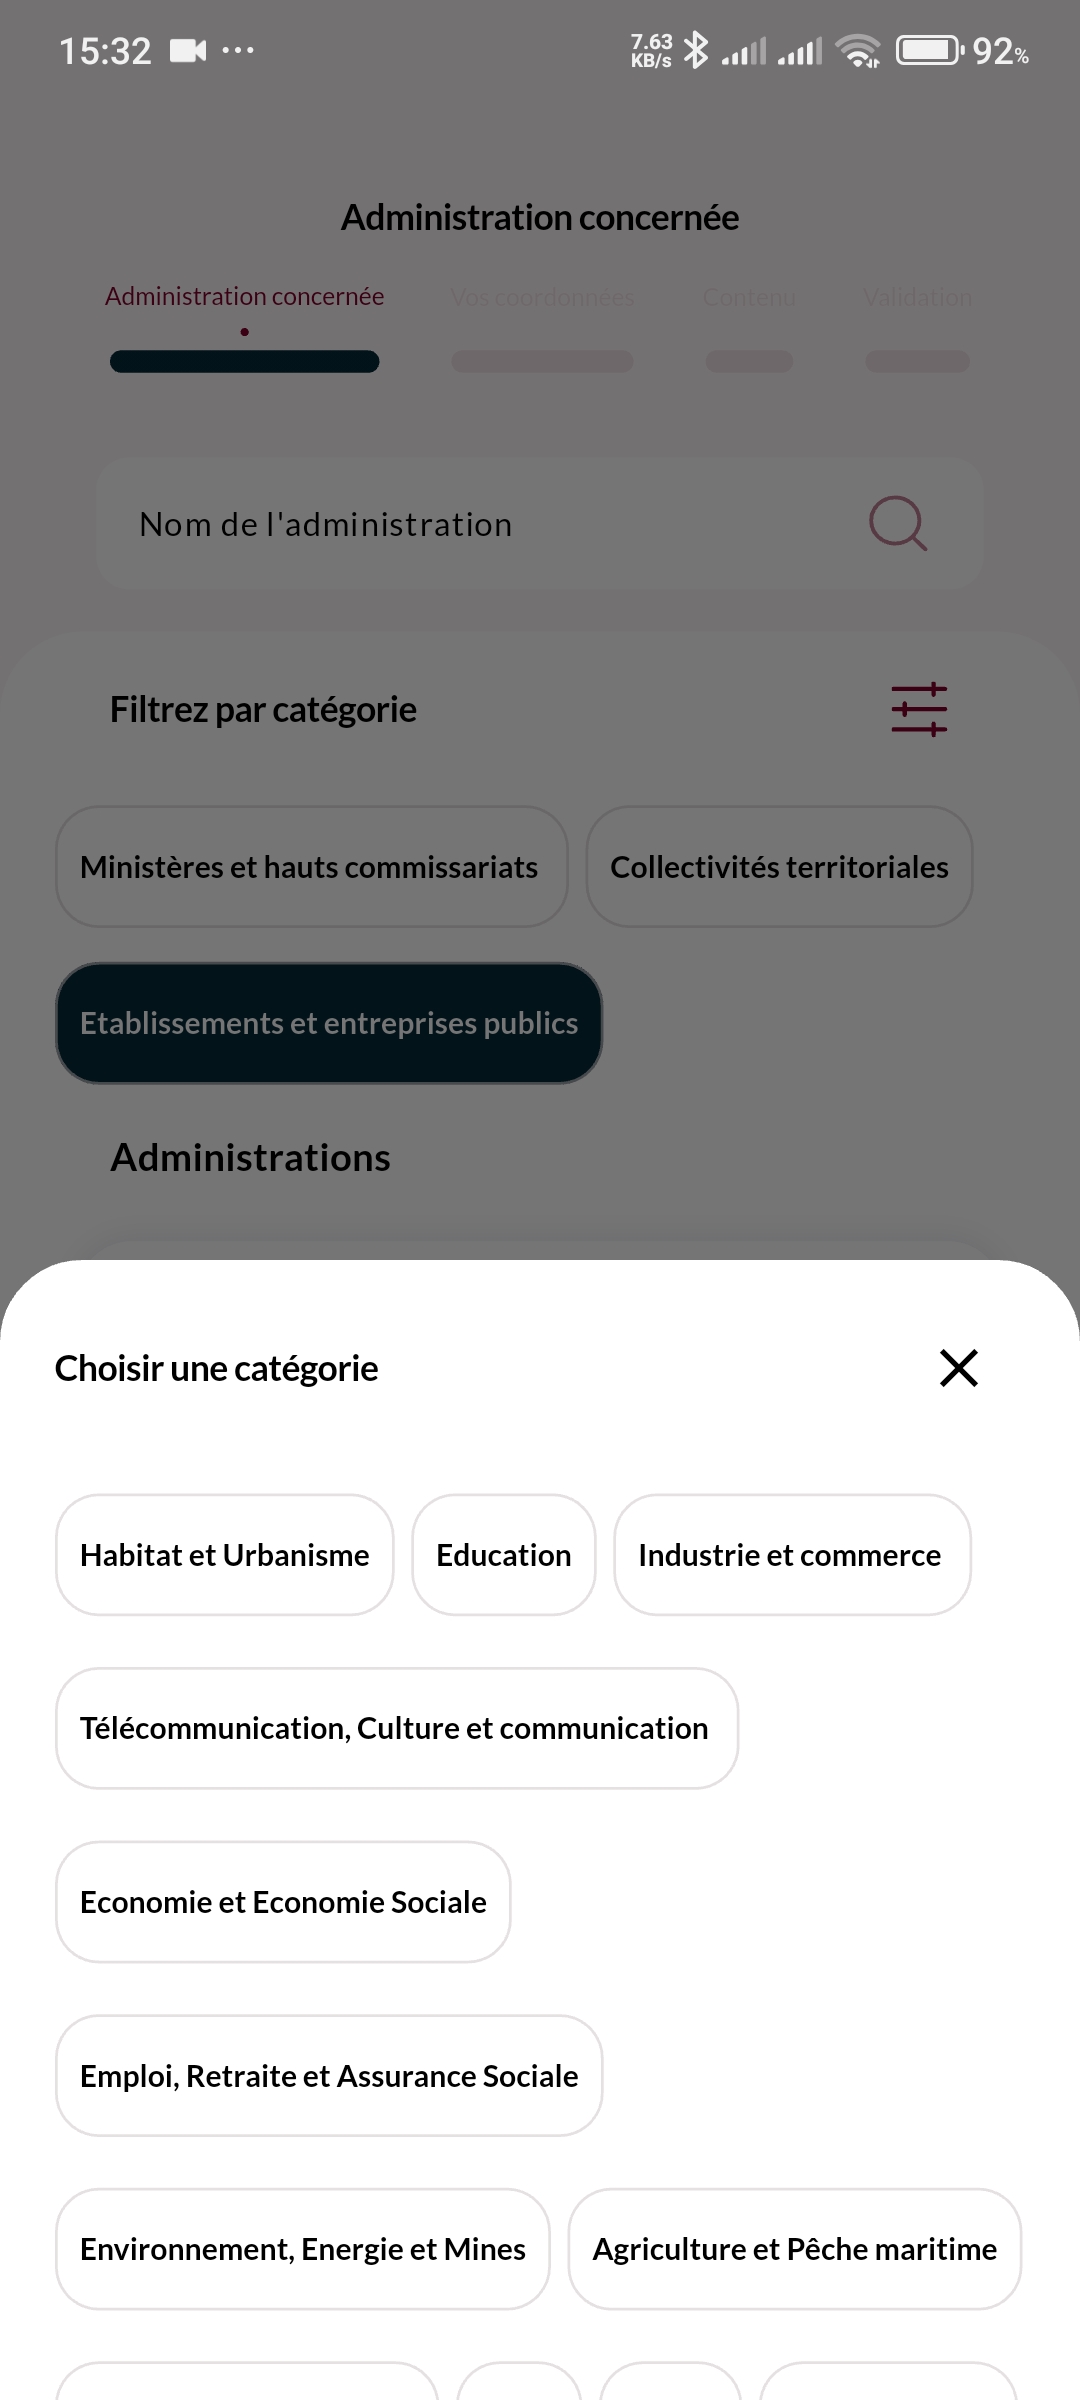 15:32
7.63
KB/s
92%
Administration concernée
Administration concernée Vos coordonnées Contenu Validation
Nom de l'administration
Filtrez par catégorie
Ministères et hauts commissariats Collectivités territoriales
Etablissements et entreprises publics
Administrations
Choisir une catégorie
Habitat et Urbanisme Education Industrie et commerce
Télécommunication, Culture et communication
Economie et Economie Sociale
Emploi, Retraite et Assurance Sociale
Environnement, Energie et Mines Agriculture et Pêche maritime